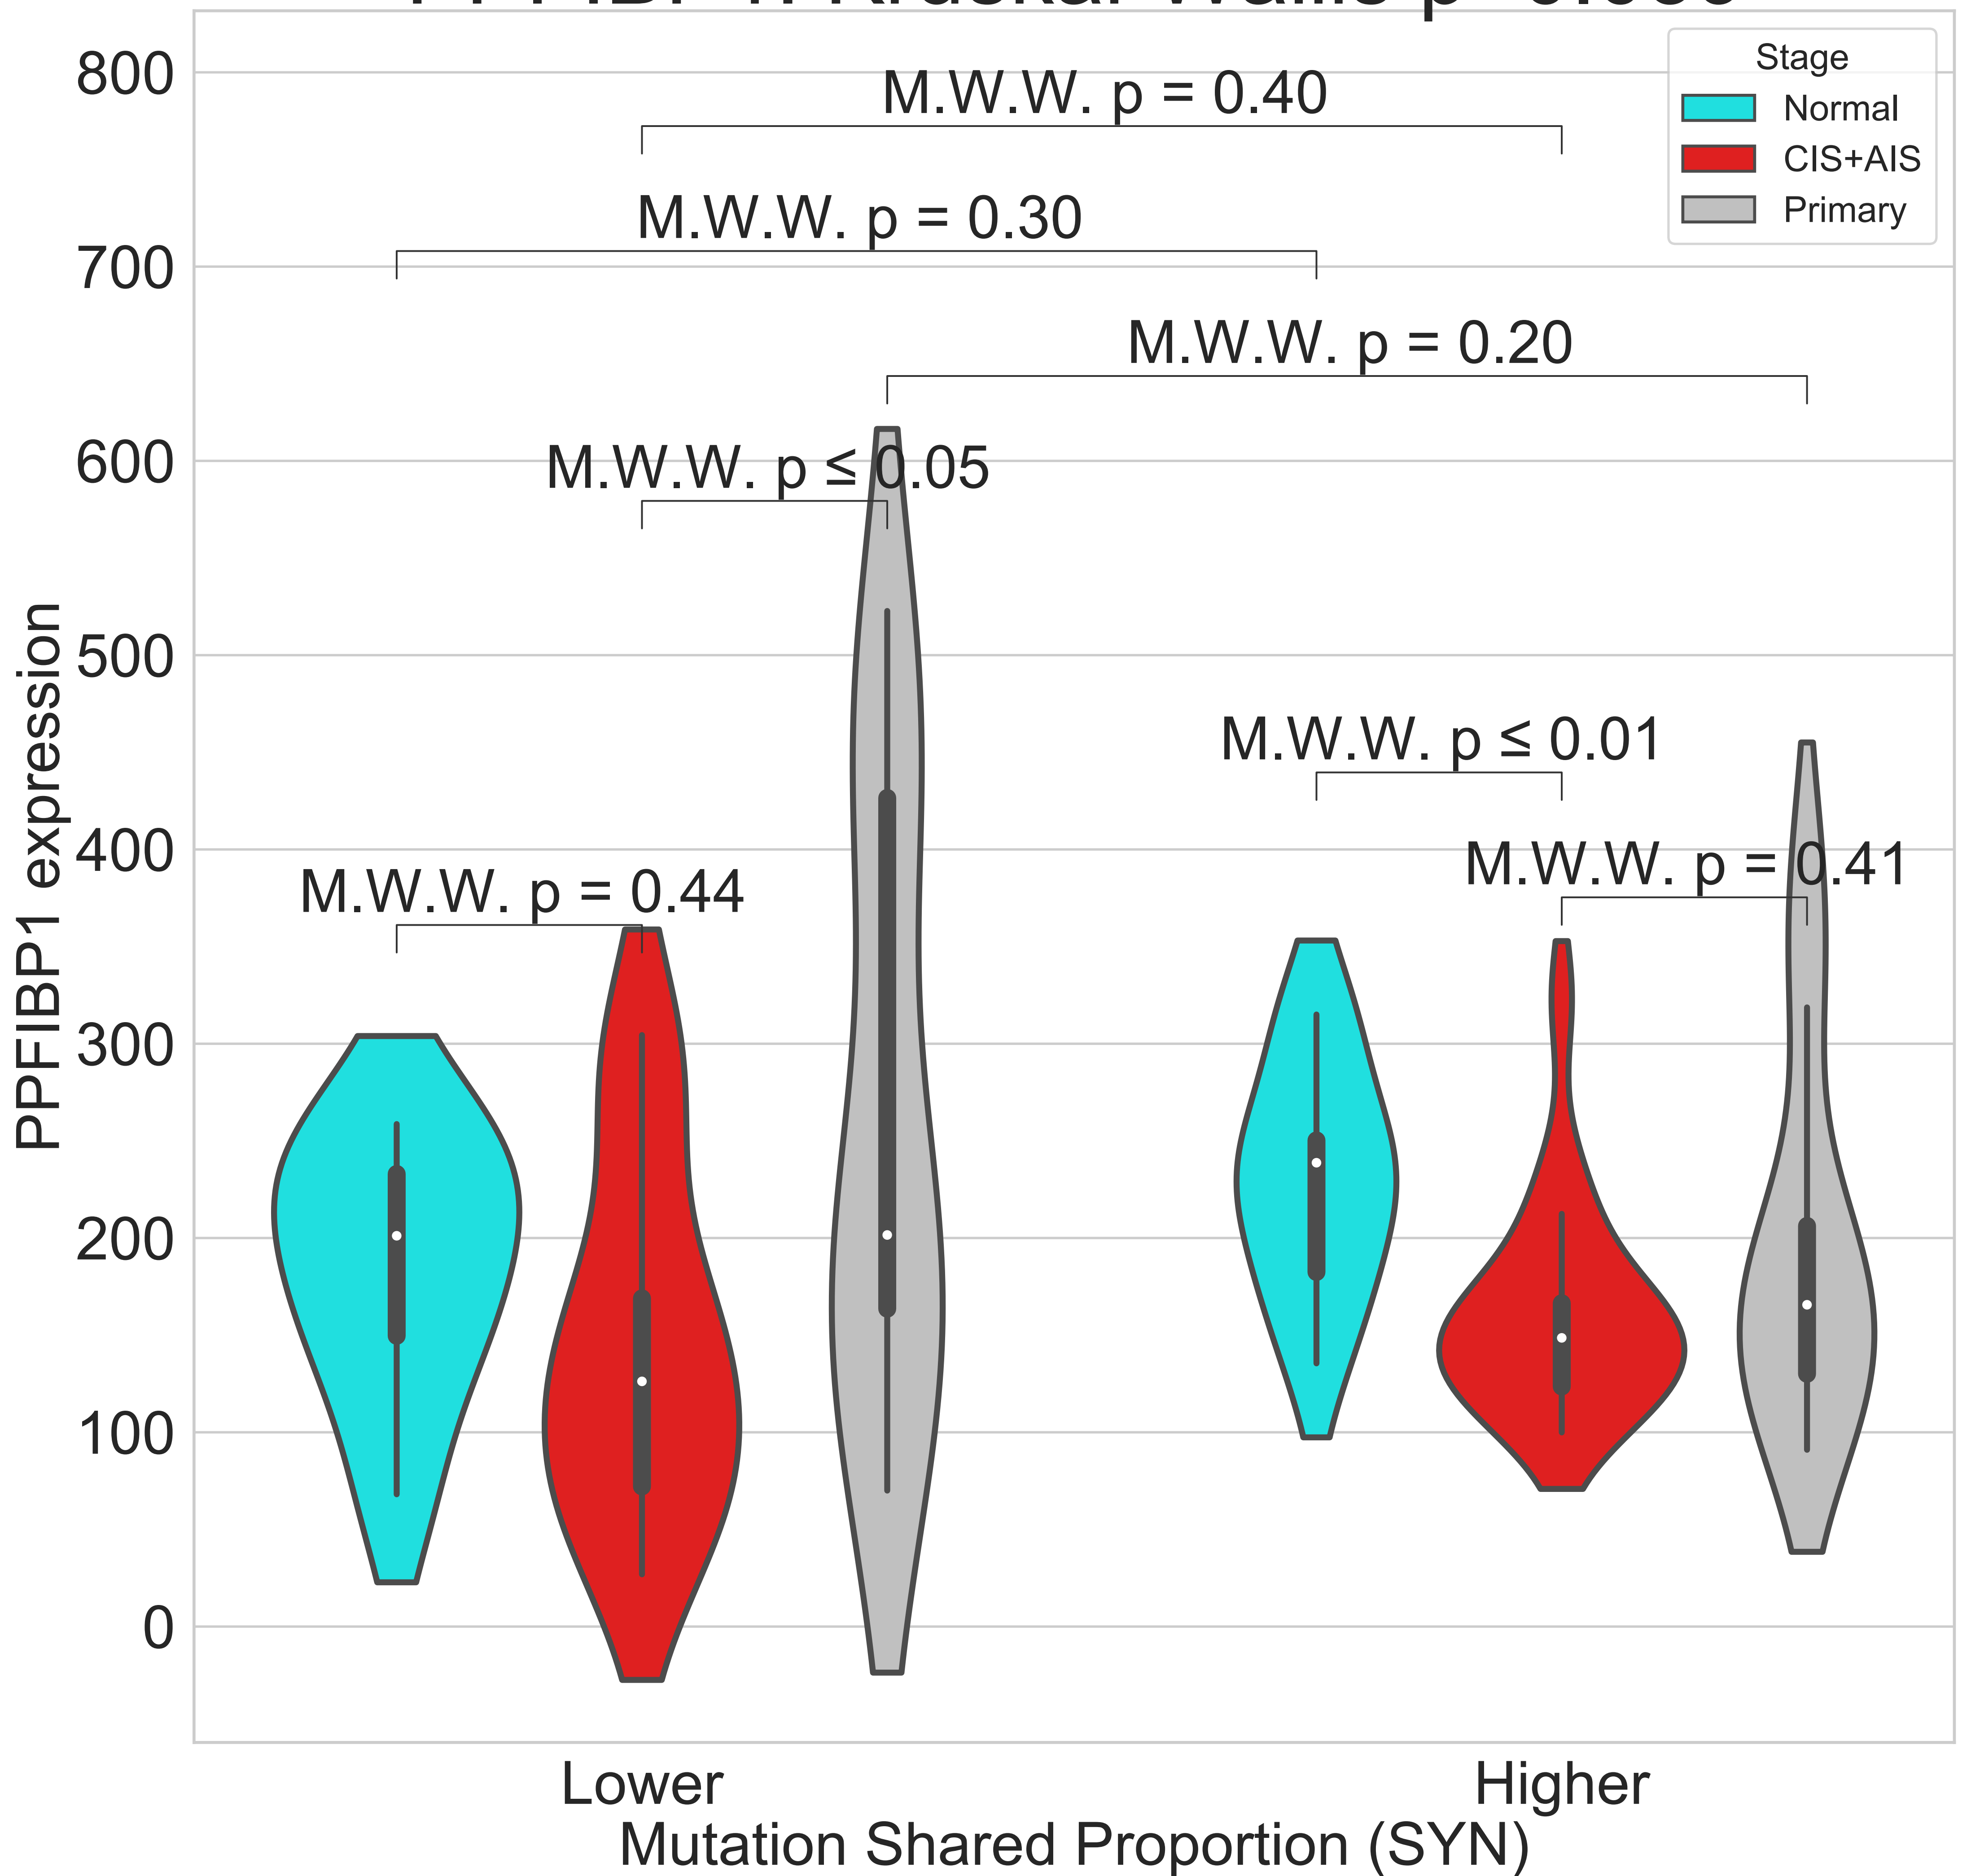 800
700
600
500
400
300
200
100
0
PPFIBP1 expression
Stage
Normal
CIS+AIS
Primary
M.W.W. p = 0.40
M.W.W. p = 0.30
M.W.W. p = 0.20
M.W.W. p ≤ 0.05
M.W.W. p ≤ 0.01
M.W.W. p = 0.41
M.W.W. p = 0.44
Lower
Higher
Mutation Shared Proportion (SYN)